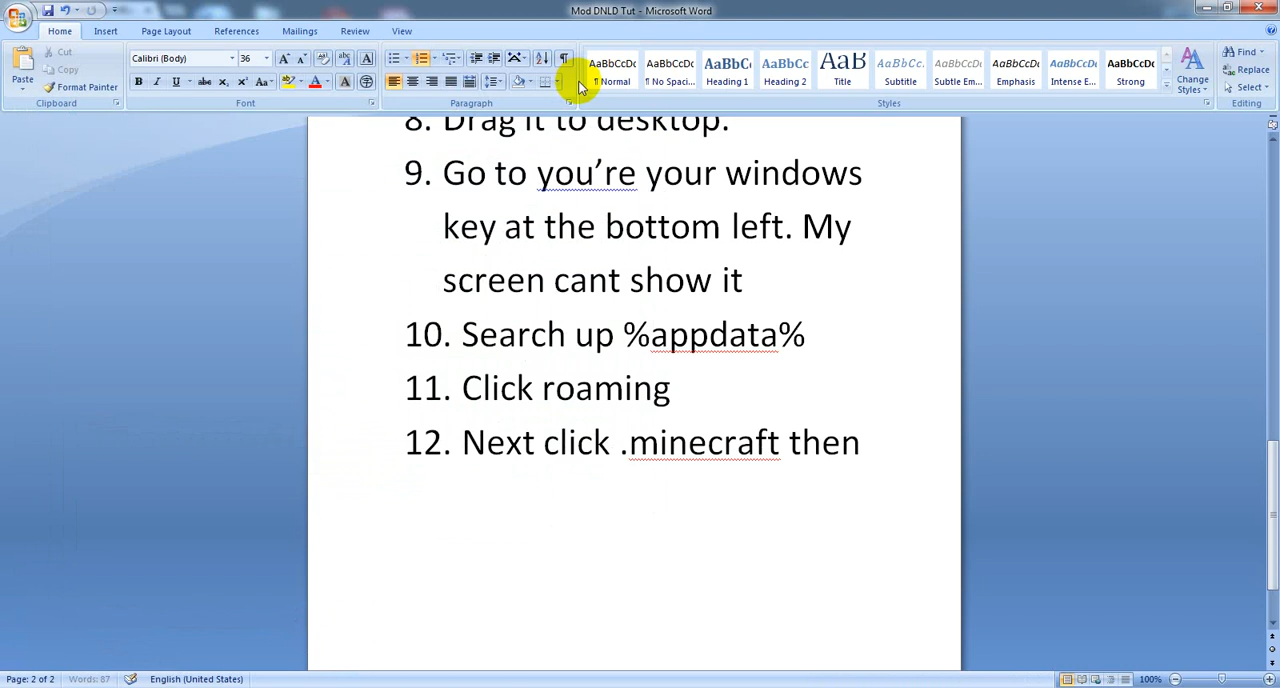 Mod DNLD Tut - Microsoft Word
Home Insert Page Layout References Mailings Review View
Cut
Copy
Format Painter
Paste
Clipboard
Calibri (Body) 36
Font
Paragraph
AaBbCcDc AaBbCcDc AaBbC AaBbCc AaB AaBbCc. AaBbCcDc AaBbCcDc AaBbCcDc AaBbCcDc
¶ Normal ¶ No Spaci... Heading 1 Heading 2 Title Subtitle Subtle Em... Emphasis Intense E... Strong
Change Styles
Styles
Find
Replace
Select
Editing
8. Drag it to desktop.
9. Go to you’re your windows
key at the bottom left. My
screen cant show it
10. Search up %appdata%
11. Click roaming
12. Next click .minecraft then
Page: 2 of 2 Words: 87 English (United States) 100%